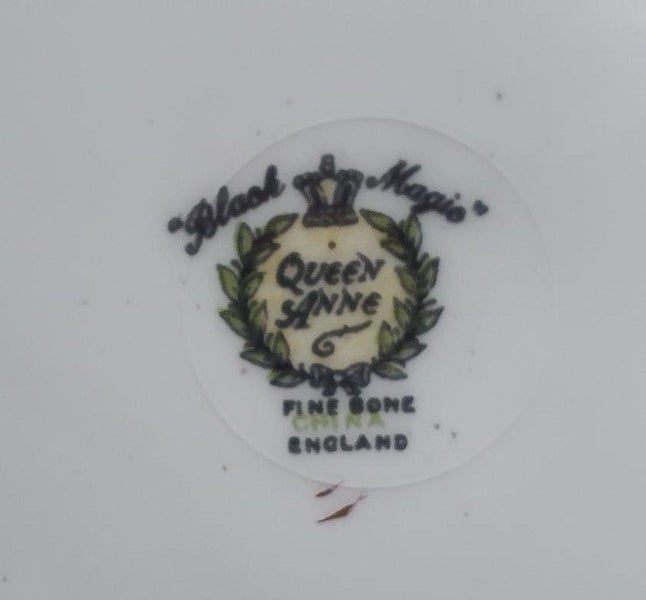 "Black Magic"
QUEEN
ANNE
FINE BONE
CHINA
ENGLAND